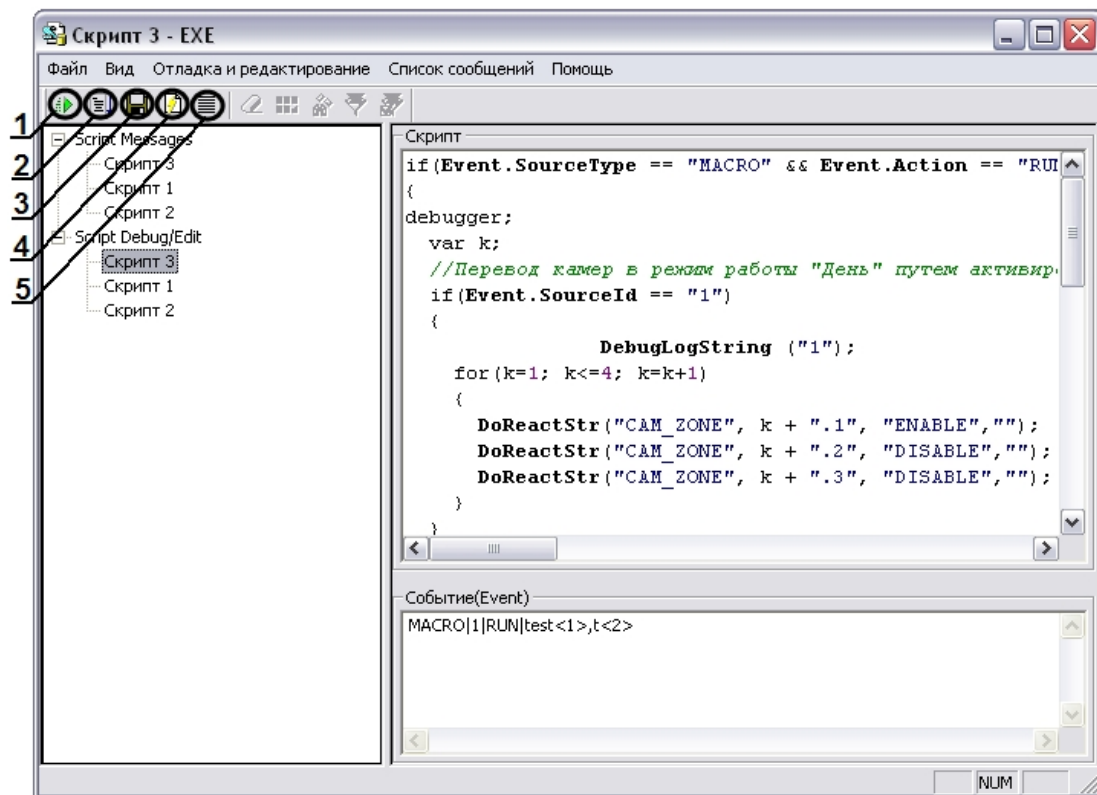 Скрипт 3 - EXE
Файл Вид Отладка и редактирование Список сообщений Помощь
1
2
3
4
5
Script Messages
Скрипт 3
Скрипт 1
Скрипт 2
Script Debug/Edit
Скрипт 3
Скрипт 1
Скрипт 2
Скрипт
if(Event.SourceType == "MACRO" && Event.Action == "RUI
{
debugger;
var k;
//Перевод камер в режим работы "День" путем активир
if(Event.SourceId == "1")
{
DebugLogString ("1");
for(k=1; k<=4; k=k+1)
{
DoReactStr("CAM_ZONE", k + ".1", "ENABLE","");
DoReactStr("CAM_ZONE", k + ".2", "DISABLE","");
DoReactStr("CAM_ZONE", k + ".3", "DISABLE","");
}
}
Событие(Event)
MACRO|1|RUN|test<1>,t<2>
NUM